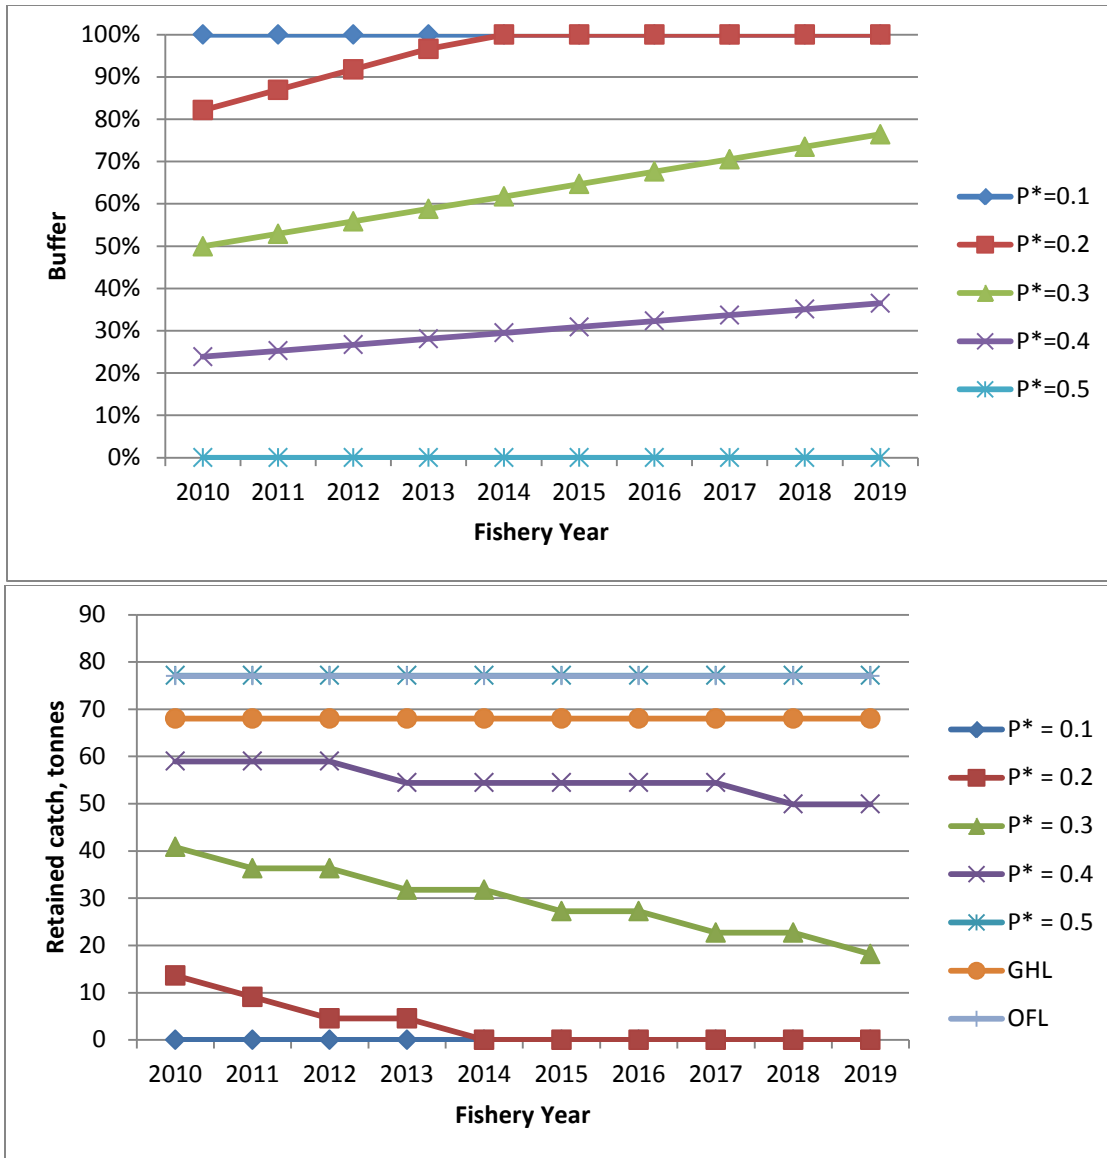 100%
90%
80%
70%
60%
50%
40%
30%
20%
10%
0%
Buffer
2010 2011 2012 2013 2014 2015 2016 2017 2018 2019
Fishery Year
P*=0.1
P*=0.2
P*=0.3
P*=0.4
P*=0.5
90
80
70
60
50
40
30
20
10
0
Retained catch, tonnes
2010 2011 2012 2013 2014 2015 2016 2017 2018 2019
Fishery Year
P* = 0.1
P* = 0.2
P* = 0.3
P* = 0.4
P* = 0.5
GHL
OFL